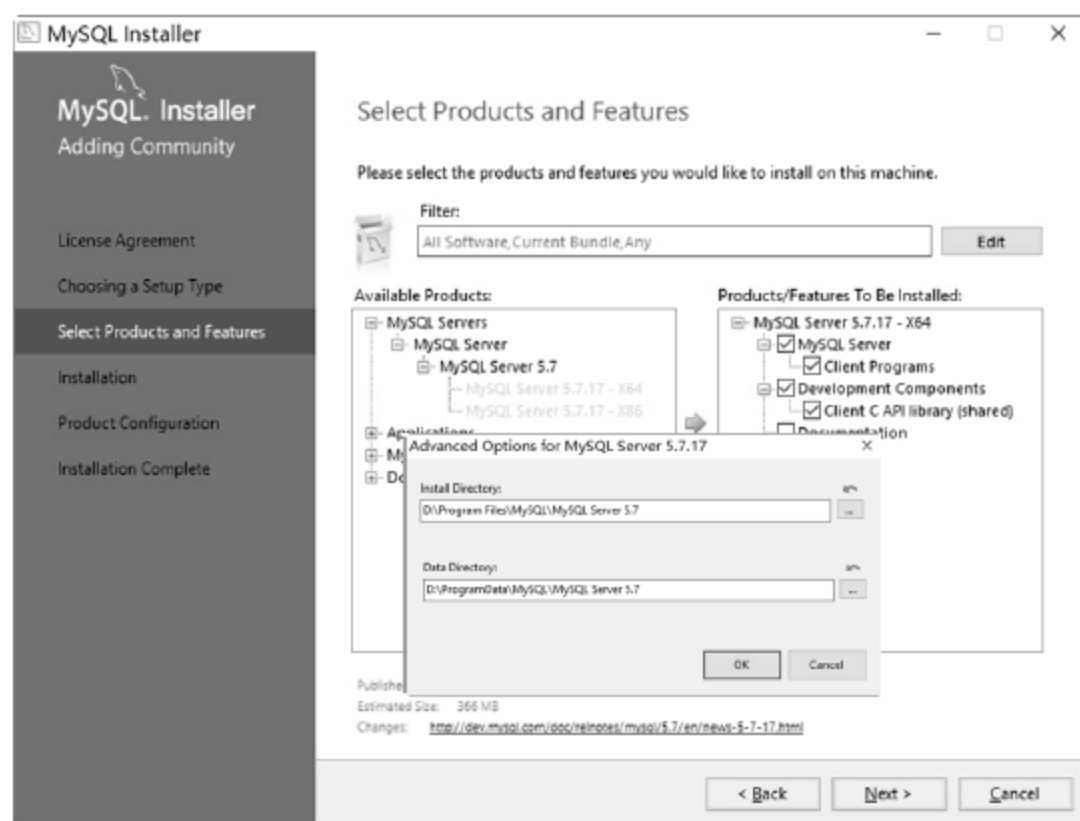 MySQL Installer
MySQL. Installer
Adding Community
License Agreement
Choosing a Setup Type
Select Products and Features
Installation
Product Configuration
Installation Complete
Select Products and Features
Please select the products and features you would like to install on this machine.
Filter:
All Software,Current Bundle,Any
Edit
Available Products:
MySQL Servers
MySQL Server
MySQL Server 5.7
MySQL Server 5.7.17 - X64
MySQL Server 5.7.17 - X86
Applications
Products/Features To Be Installed:
MySQL Server 5.7.17 - X64
MySQL Server
Client Programs
Development Components
Client C API library (shared)
Documentation
Advanced Options for MySQL Server 5.7.17
Install Directory:
D:\Program Files\MySQL\MySQL Server 5.7
...
Data Directory:
D:\ProgramData\MySQL\MySQL Server 5.7
...
OK
Cancel
Estimated Size: 366 MB
Changes: http://dev.mysql.com/doc/relnotes/mysql/5.7/en/news-5-7-17.html
< Back
Next >
Cancel